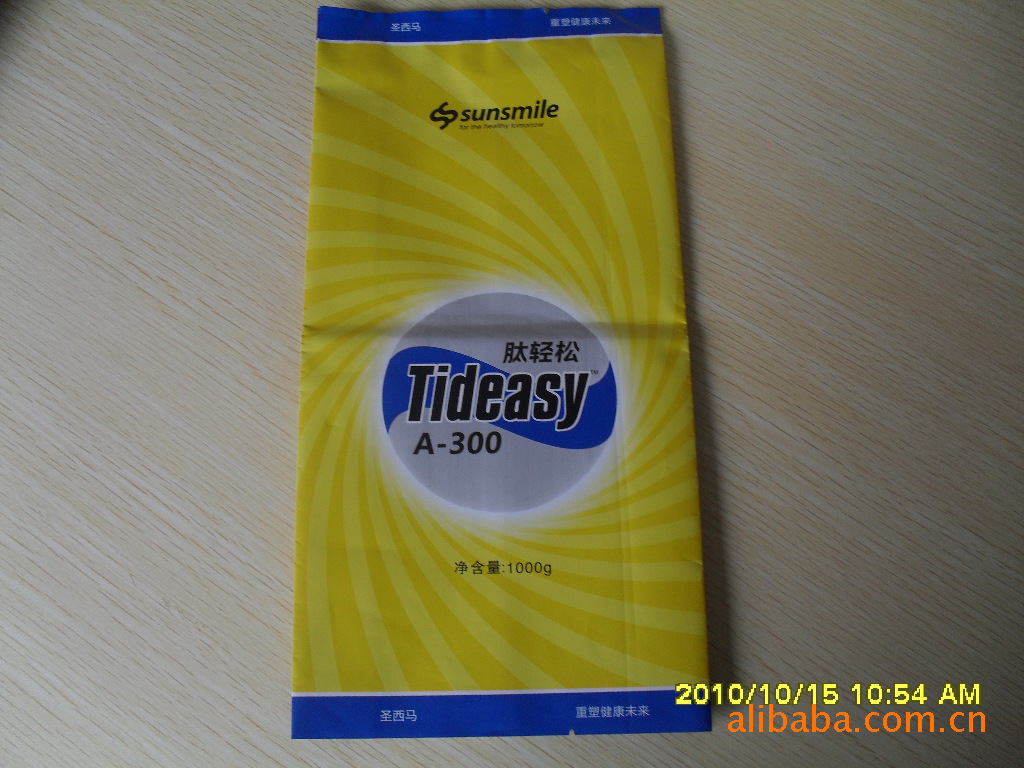 圣西马 重塑健康未来
sunsmile
for the healthy tomorrow
肽轻松
Tideasy™
A-300
净含量:1000g
圣西马 重塑健康未来
2010/10/15 10:54 AM
alibaba.com.cn